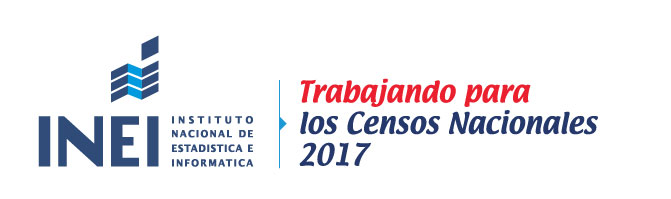 INEI
INSTITUTO
NACIONAL DE
ESTADISTICA E
INFORMATICA
Trabajando para
los Censos Nacionales
2017